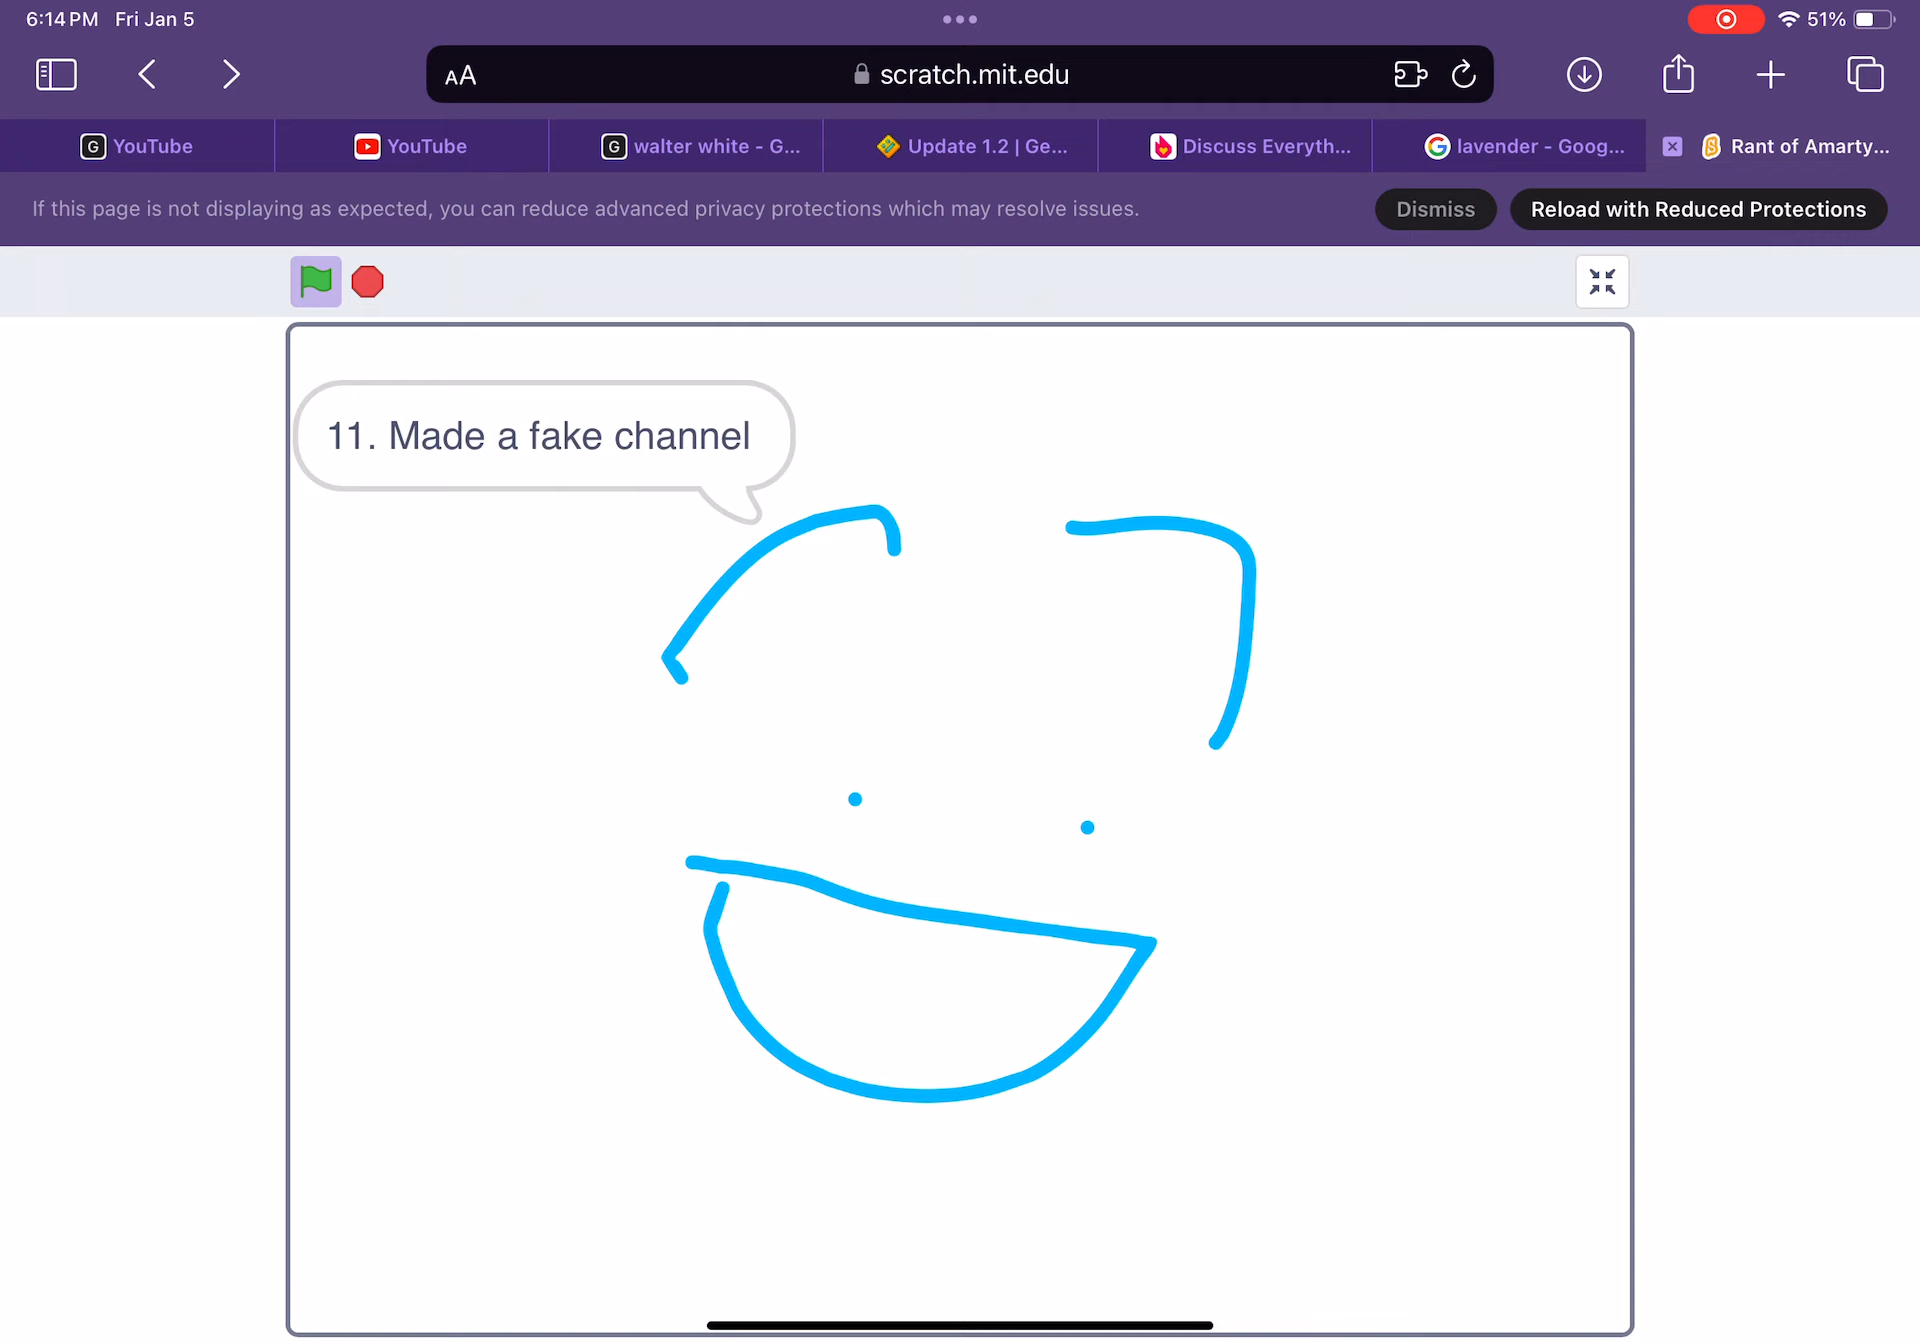 6:14 PM Fri Jan 5
51%
AA
scratch.mit.edu
G YouTube
YouTube
G walter white - G...
Update 1.2 | Ge...
Discuss Everyth...
G lavender - Goog...
Rant of Amarty...
If this page is not displaying as expected, you can reduce advanced privacy protections which may resolve issues.
Dismiss
Reload with Reduced Protections
11. Made a fake channel